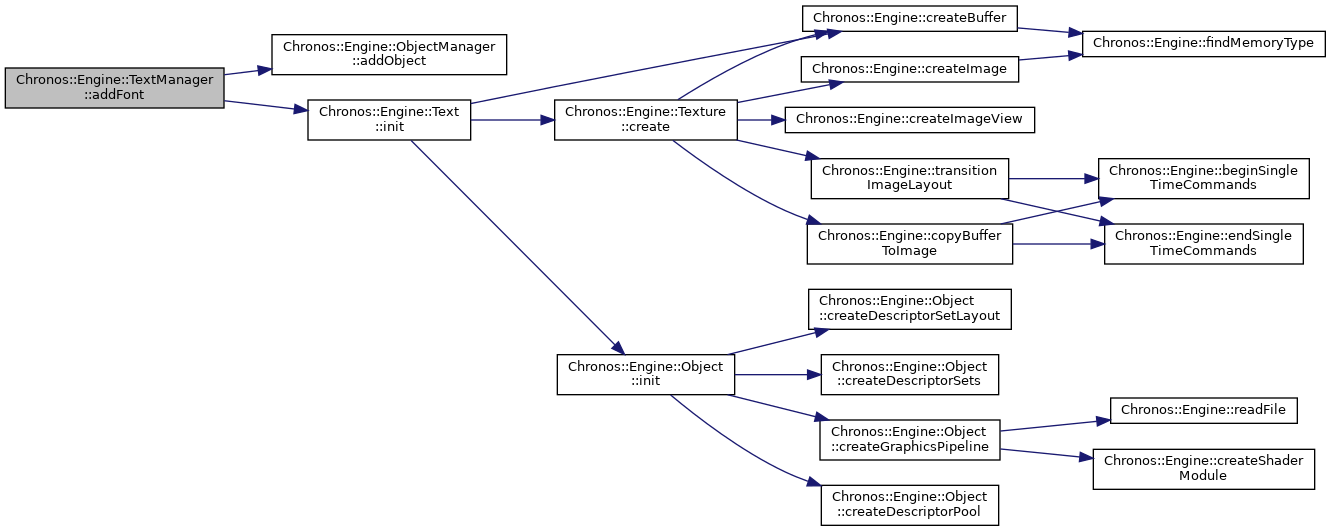 Chronos::Engine::TextManager
::addFont
Chronos::Engine::ObjectManager
::addObject
Chronos::Engine::Text
::init
Chronos::Engine::createBuffer
Chronos::Engine::findMemoryType
Chronos::Engine::Texture
::create
Chronos::Engine::createImage
Chronos::Engine::createImageView
Chronos::Engine::transition
ImageLayout
Chronos::Engine::beginSingle
TimeCommands
Chronos::Engine::copyBuffer
ToImage
Chronos::Engine::endSingle
TimeCommands
Chronos::Engine::Object
::init
Chronos::Engine::Object
::createDescriptorSetLayout
Chronos::Engine::Object
::createDescriptorSets
Chronos::Engine::Object
::createGraphicsPipeline
Chronos::Engine::readFile
Chronos::Engine::createShader
Module
Chronos::Engine::Object
::createDescriptorPool